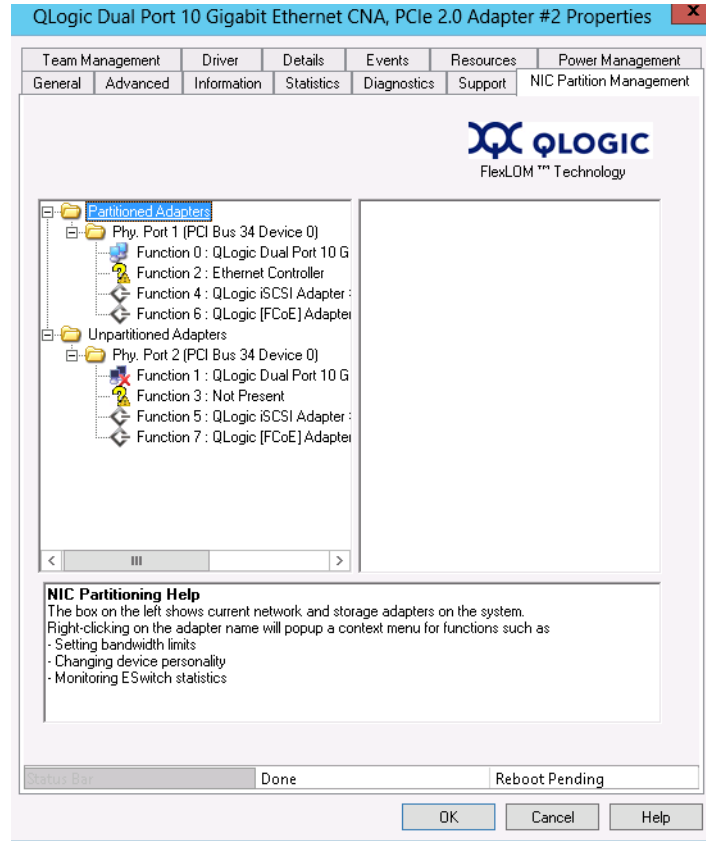 QLogic Dual Port 10 Gigabit Ethernet CNA, PCIe 2.0 Adapter #2 Properties
x
Team Management Driver Details Events Resources Power Management
General Advanced Information Statistics Diagnostics Support NIC Partition Management
QLOGIC
FlexLOM ™ Technology
Partitioned Adapters
Phy. Port 1 (PCI Bus 34 Device 0)
Function 0 : QLogic Dual Port 10 G
Function 2 : Ethernet Controller
Function 4 : QLogic iSCSI Adapter
Function 6 : QLogic [FCoE] Adapter
Unpartitioned Adapters
Phy. Port 2 (PCI Bus 34 Device 0)
Function 1 : QLogic Dual Port 10 G
Function 3 : Not Present
Function 5 : QLogic iSCSI Adapter
Function 7 : QLogic [FCoE] Adapter
NIC Partitioning Help
The box on the left shows current network and storage adapters on the system.
Right-clicking on the adapter name will popup a context menu for functions such as
- Setting bandwidth limits
- Changing device personality
- Monitoring ESwitch statistics
Status Bar Done Reboot Pending
OK Cancel Help